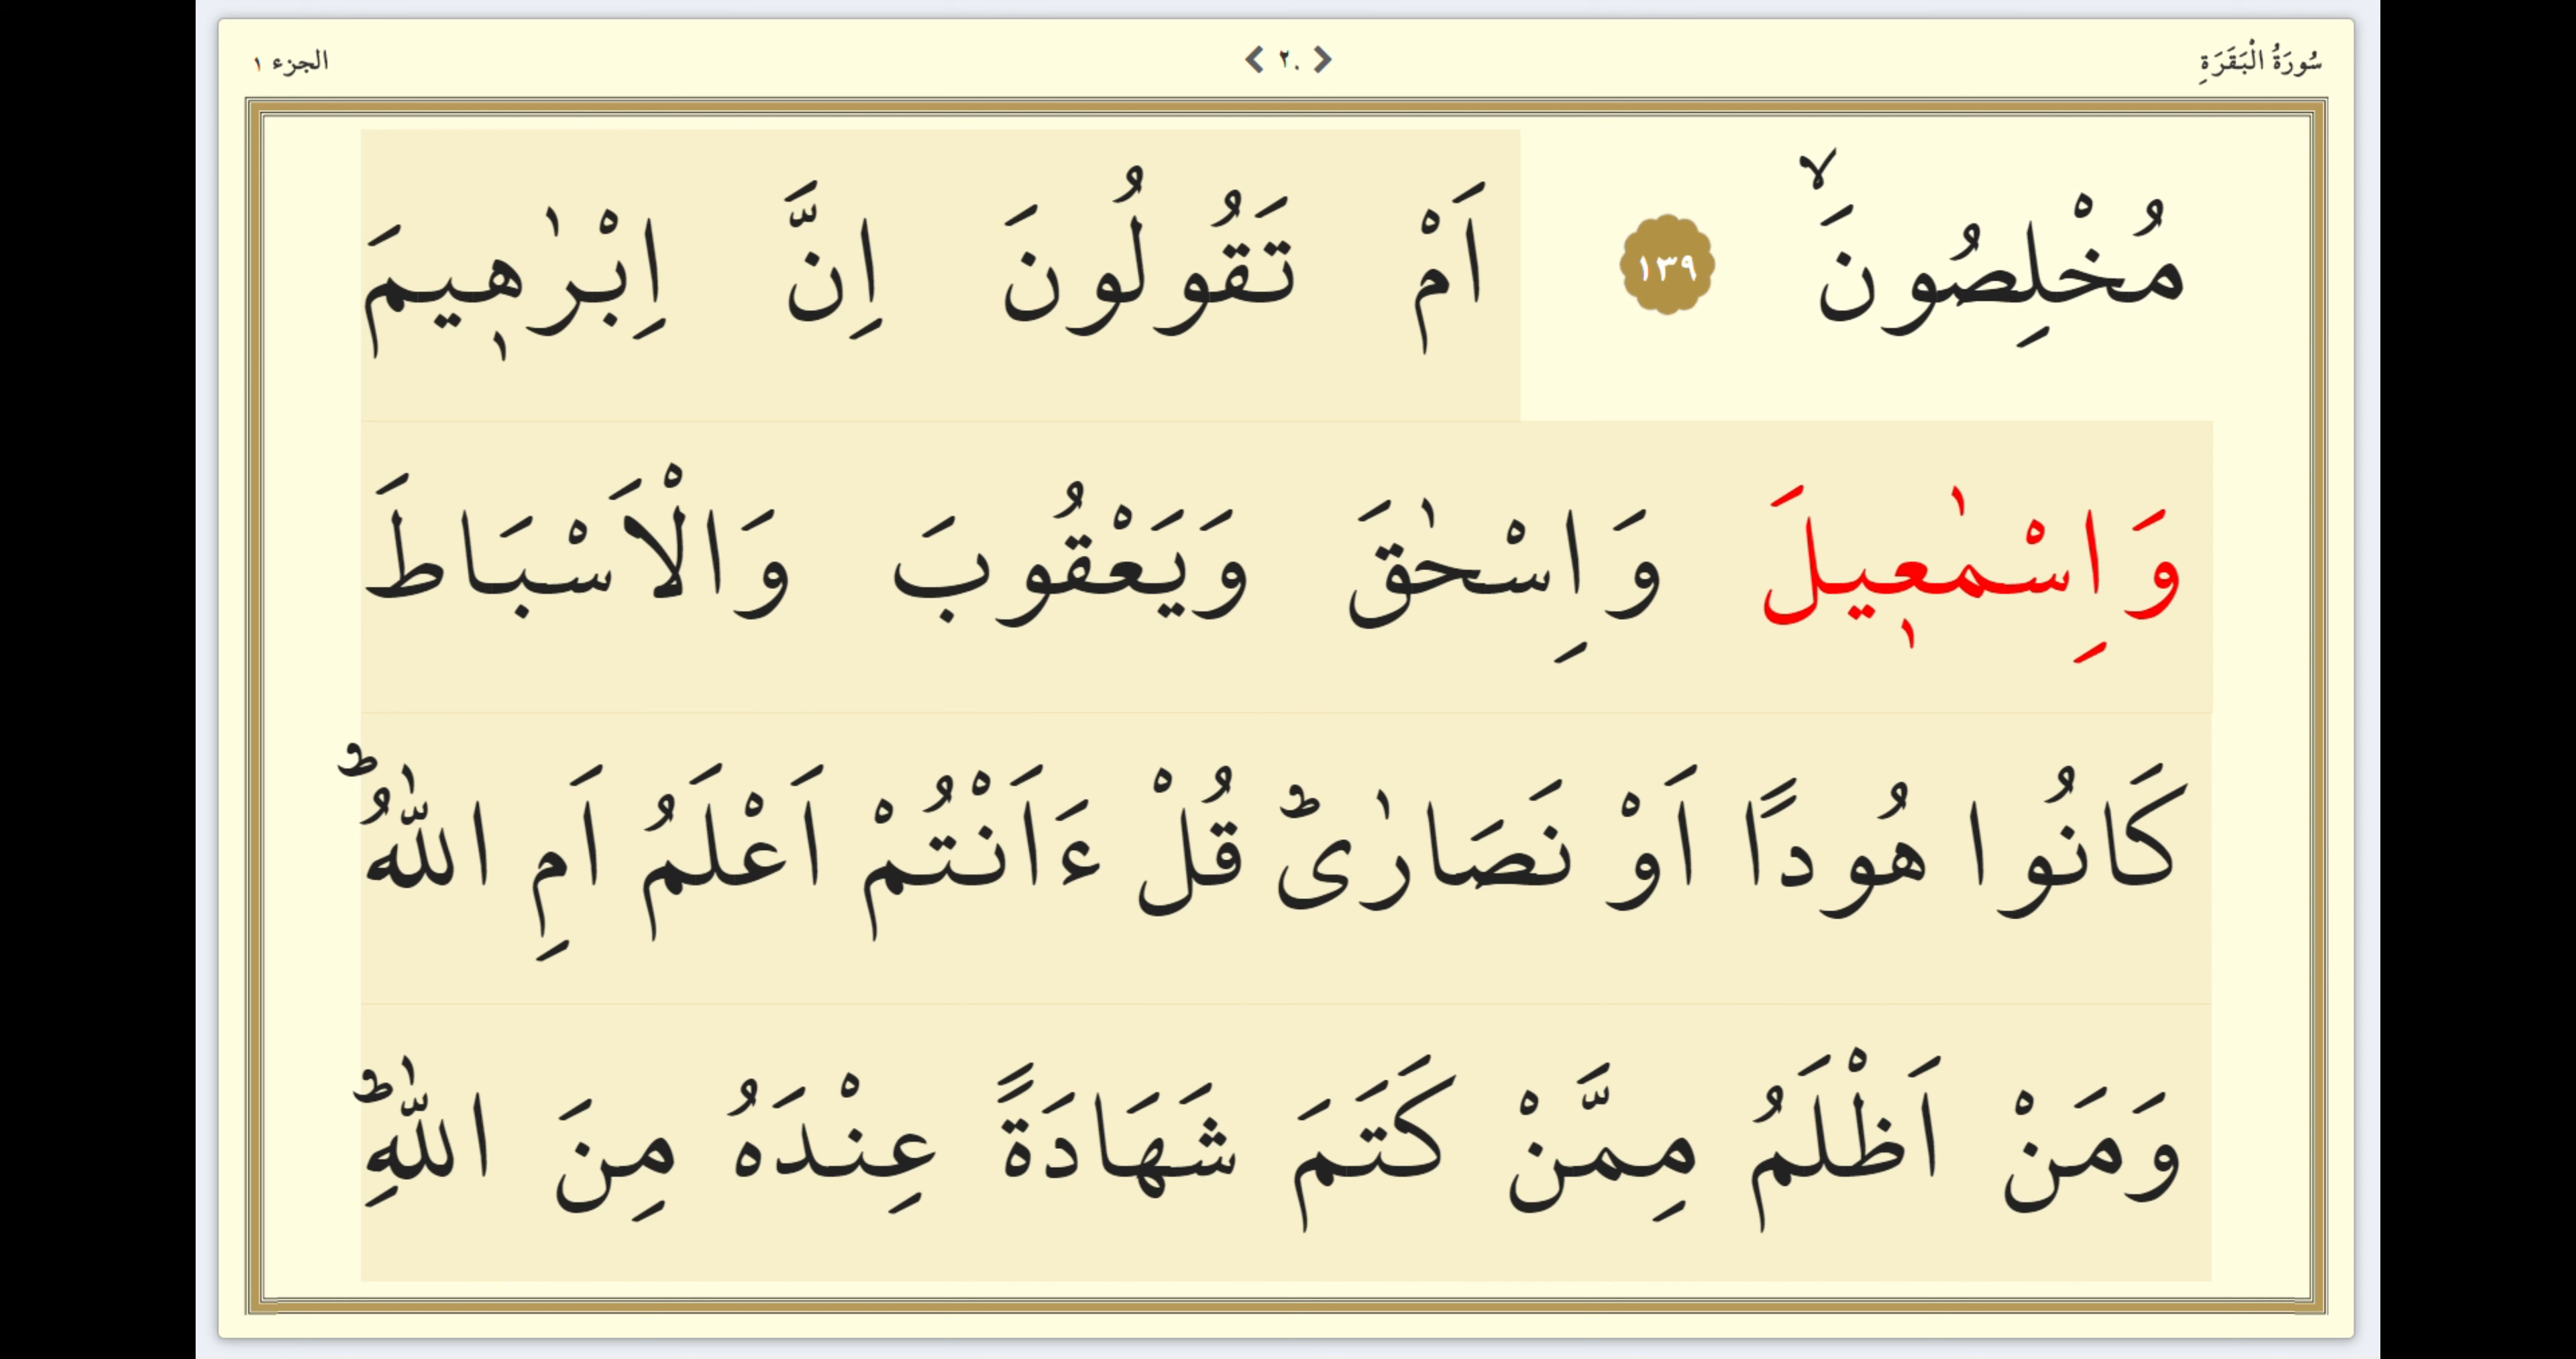 سُورَةُ الْبَقَرَةِ
٢٠
الجزء ١
مُخْلِصُونَۙ ١٣٩ اَمْ تَقُولُونَ اِنَّ اِبْرٰهٖيمَ
وَاِسْمٰعٖيلَ وَاِسْحٰقَ وَيَعْقُوبَ وَالْاَسْبَاطَ
كَانُوا هُودًا اَوْ نَصَارٰىؕ قُلْ ءَاَنْتُمْ اَعْلَمُ اَمِ اللّٰهُؕ
وَمَنْ اَظْلَمُ مِمَّنْ كَتَمَ شَهَادَةً عِنْدَهُ مِنَ اللّٰهِؕ